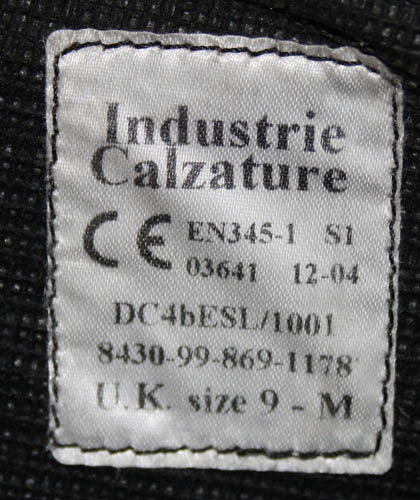 Industrie
Calzature
CE EN345-1 S1
03641 12-04
DC4bESL/1001
8430-99-869-1178
U.K. size 9 - M